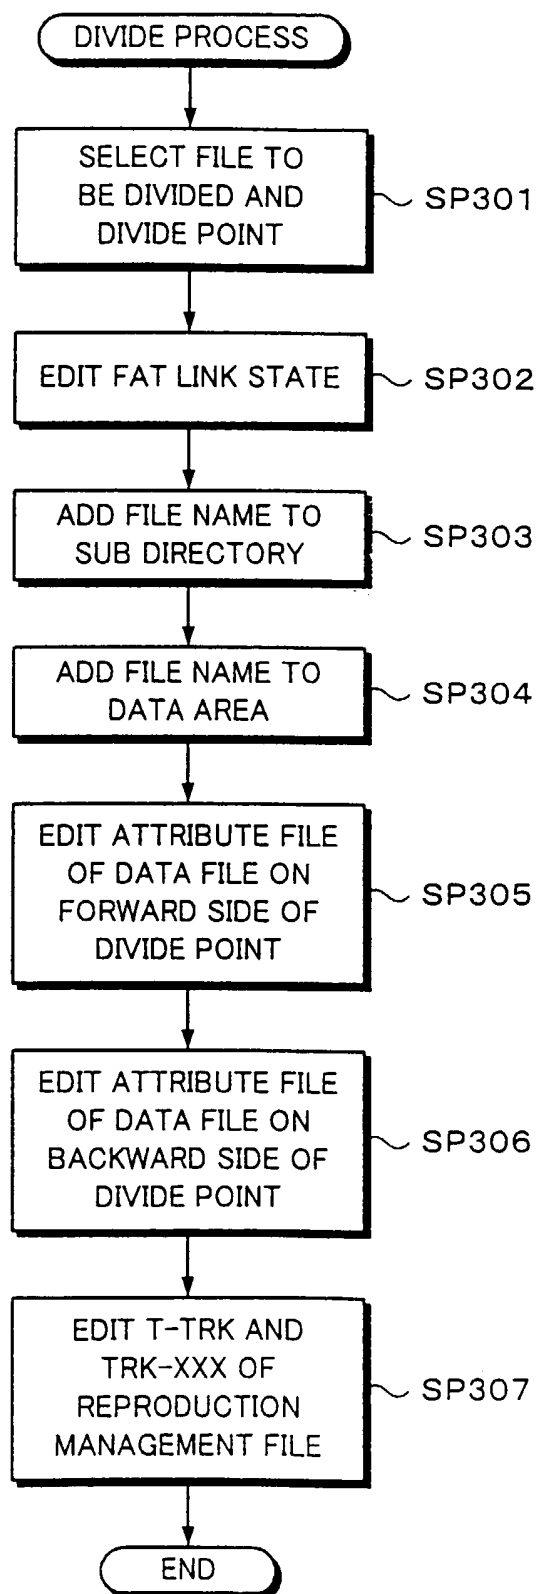 DIVIDE PROCESS
SELECT FILE TO
BE DIVIDED AND
DIVIDE POINT
SP301
EDIT FAT LINK STATE
SP302
ADD FILE NAME TO
SUB DIRECTORY
SP303
ADD FILE NAME TO
DATA AREA
SP304
EDIT ATTRIBUTE FILE
OF DATA FILE ON
FORWARD SIDE OF
DIVIDE POINT
SP305
EDIT ATTRIBUTE FILE
OF DATA FILE ON
BACKWARD SIDE OF
DIVIDE POINT
SP306
EDIT T-TRK AND
TRK-XXX OF
REPRODUCTION
MANAGEMENT FILE
SP307
END